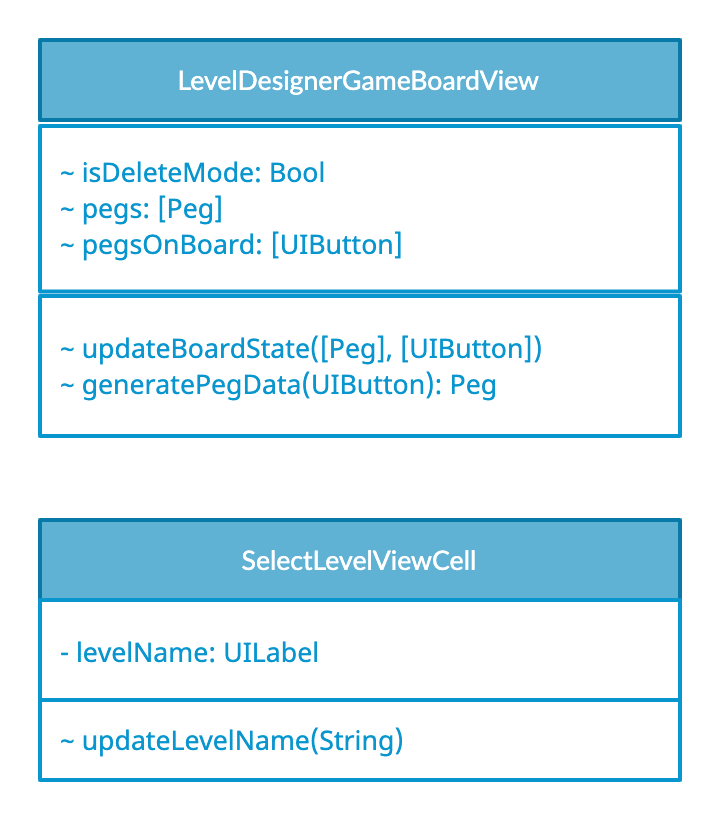 LevelDesignerGameBoardView
~ isDeleteMode: Bool
~ pegs: [Peg]
~ pegsOnBoard: [UIButton]
~ updateBoardState([Peg], [UIButton])
~ generatePegData(UIButton): Peg
SelectLevelViewCell
- levelName: UILabel
~ updateLevelName(String)